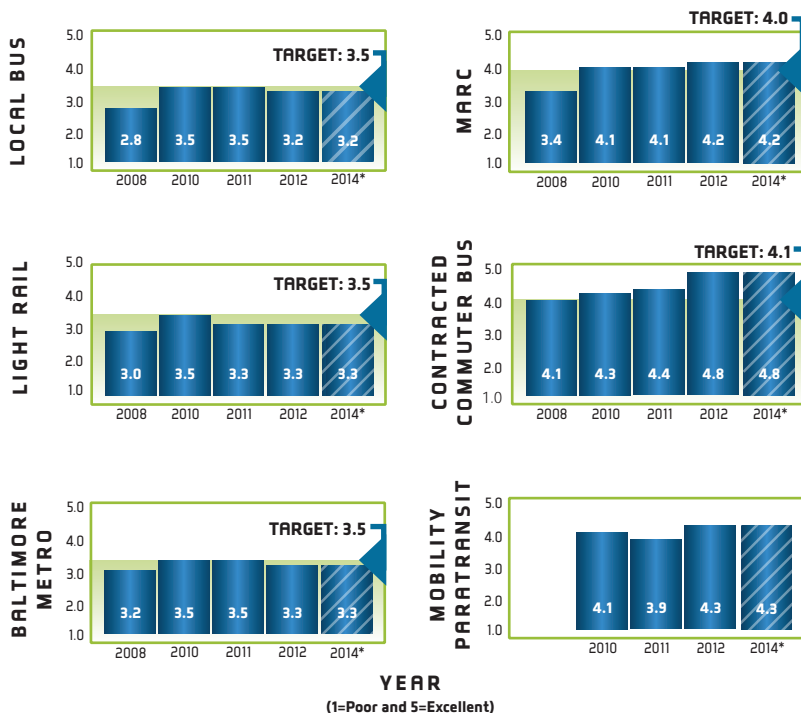 LOCAL BUS
TARGET: 3.5
5.0
4.0
3.0
2.0
1.0
2.8 3.5 3.5 3.2 3.2
2008 2010 2011 2012 2014*
MARC
TARGET: 4.0
5.0
4.0
3.0
2.0
1.0
3.4 4.1 4.1 4.2 4.2
2008 2010 2011 2012 2014*
LIGHT RAIL
TARGET: 3.5
5.0
4.0
3.0
2.0
1.0
3.0 3.5 3.3 3.3 3.3
2008 2010 2011 2012 2014*
CONTRACTED
COMMUTER BUS
TARGET: 4.1
5.0
4.0
3.0
2.0
1.0
4.1 4.3 4.4 4.8 4.8
2008 2010 2011 2012 2014*
BALTIMORE
METRO
TARGET: 3.5
5.0
4.0
3.0
2.0
1.0
3.2 3.5 3.5 3.3 3.3
2008 2010 2011 2012 2014*
MOBILITY
PARATRANSIT
5.0
4.0
3.0
2.0
1.0
4.1 3.9 4.3 4.3
2010 2011 2012 2014*
YEAR
(1=Poor and 5=Excellent)